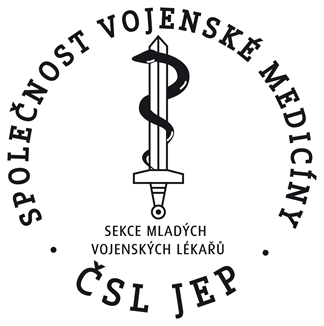 SPOLEČNOST VOJENSKÉ MEDICÍNY
SEKCE MLADÝCH
VOJENSKÝCH LÉKAŘŮ
· ČSL JEP ·